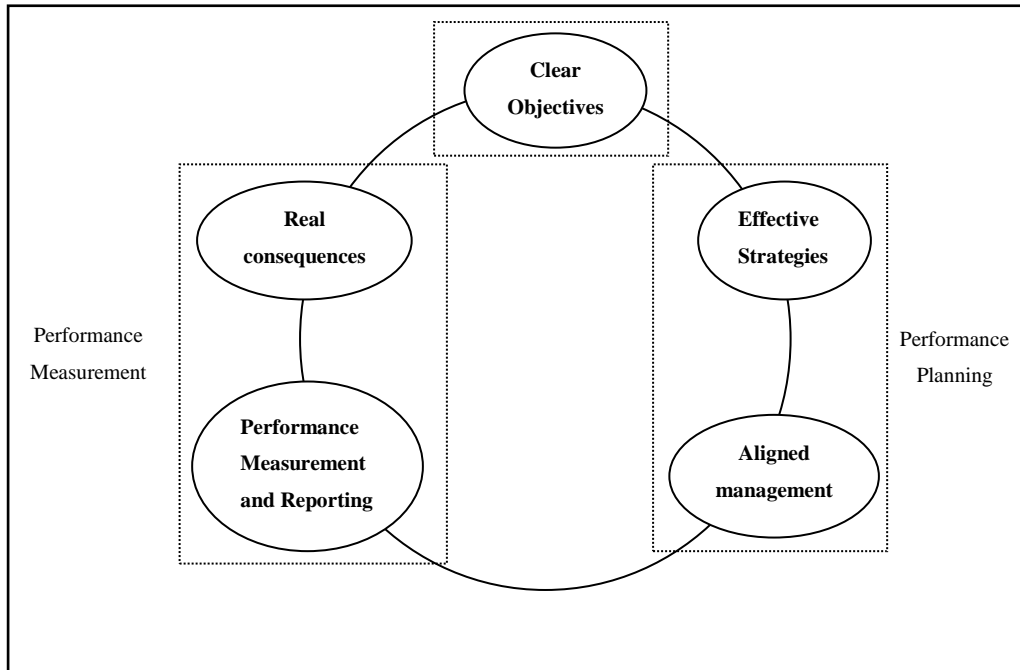 Clear
Objectives
Real
consequences
Effective
Strategies
Performance
Measurement
Performance
Planning
Performance
Measurement
and Reporting
Aligned
management